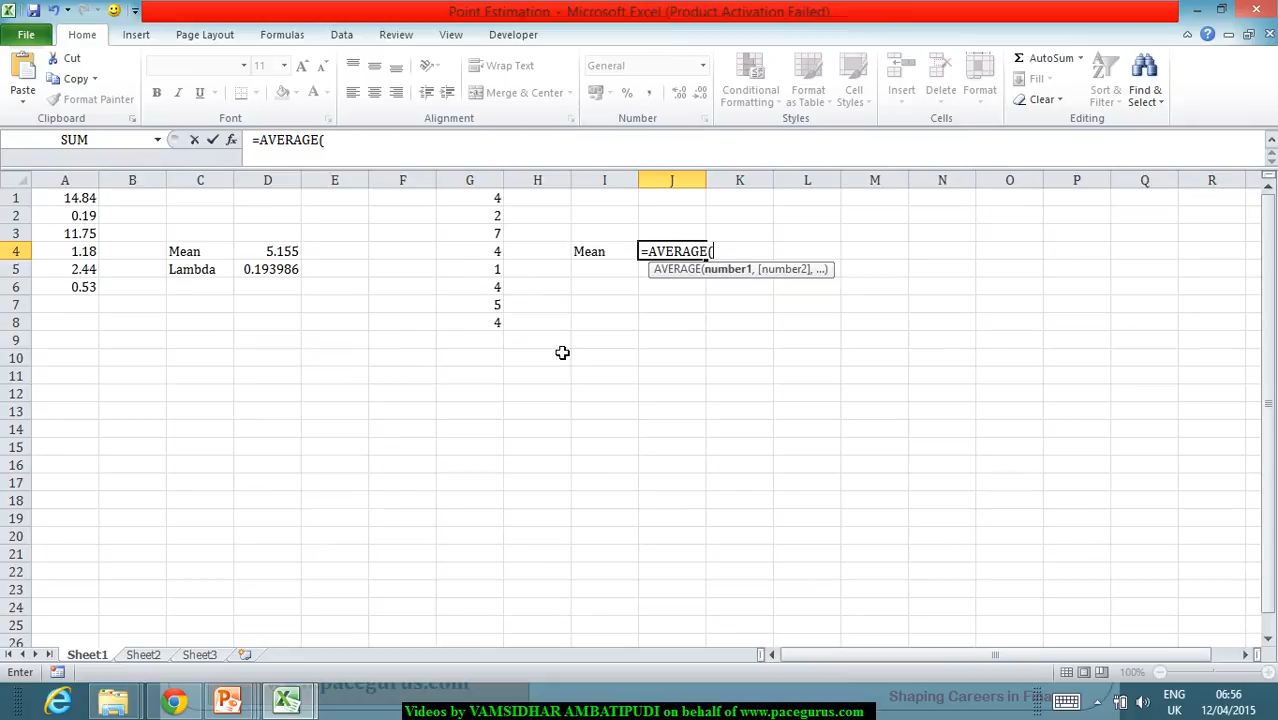 Point Estimation - Microsoft Excel (Product Activation Failed)
File Home Insert Page Layout Formulas Data Review View Developer
Cut
Copy
Format Painter
Paste
Clipboard
11 A A
B I U
Font
Wrap Text
Merge & Center
Alignment
General
% ,
Number
Conditional Formatting
Format as Table
Cell Styles
Styles
Insert Delete Format
Cells
Σ AutoSum
Fill
Clear
Sort & Filter
Find & Select
Editing
SUM fx =AVERAGE(
A B C D E F G H I J K L M N O P Q R
1 14.84 4
2 0.19 2
3 11.75 7
4 1.18 Mean 5.155 4 Mean =AVERAGE(
5 2.44 Lambda 0.193986 1 AVERAGE(number1, [number2], ...)
6 0.53 4
7 5
8 4
9
10
11
12
13
14
15
16
17
18
19
20
21
22
23
24
25
26
Sheet1 Sheet2 Sheet3
Enter 100%
pacegurus.com
Shaping Careers in Fina
ENG 06:56
UK 12/04/2015
Videos by VAMSIDHAR AMBATIPUDI on behalf of www.pacegurus.com